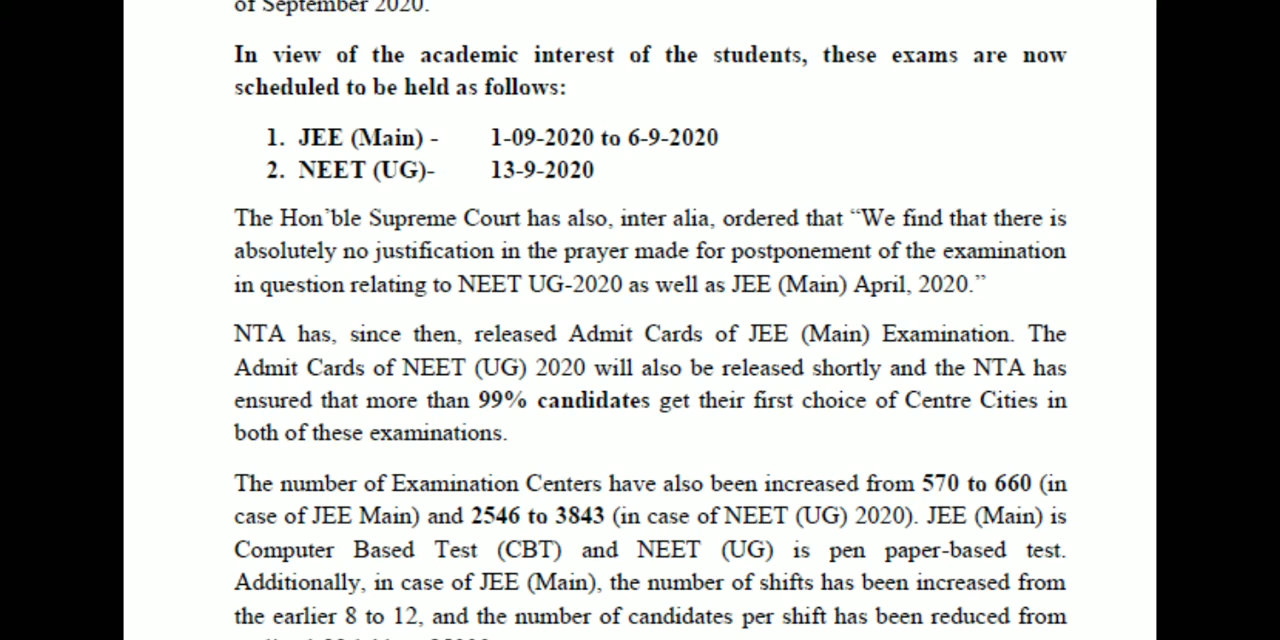 of September 2020.
In view of the academic interest of the students, these exams are now
scheduled to be held as follows:
1. JEE (Main) - 1-09-2020 to 6-9-2020
2. NEET (UG)- 13-9-2020
The Hon’ble Supreme Court has also, inter alia, ordered that “We find that there is
absolutely no justification in the prayer made for postponement of the examination
in question relating to NEET UG-2020 as well as JEE (Main) April, 2020.”
NTA has, since then, released Admit Cards of JEE (Main) Examination. The
Admit Cards of NEET (UG) 2020 will also be released shortly and the NTA has
ensured that more than 99% candidates get their first choice of Centre Cities in
both of these examinations.
The number of Examination Centers have also been increased from 570 to 660 (in
case of JEE Main) and 2546 to 3843 (in case of NEET (UG) 2020). JEE (Main) is
Computer Based Test (CBT) and NEET (UG) is pen paper-based test.
Additionally, in case of JEE (Main), the number of shifts has been increased from
the earlier 8 to 12, and the number of candidates per shift has been reduced from